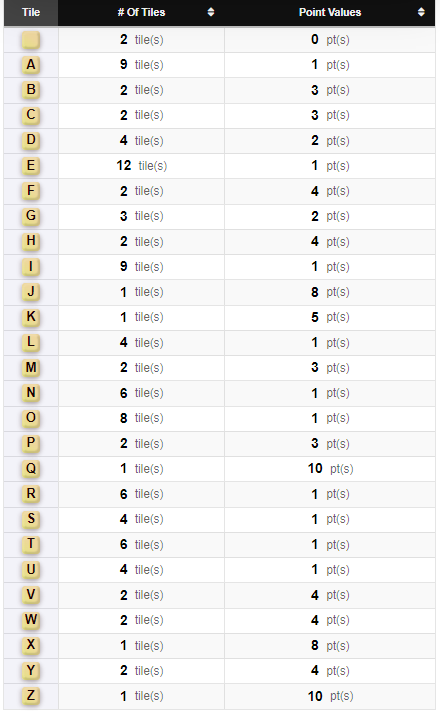 Tile # Of Tiles Point Values
2 tile(s) 0 pt(s)
A 9 tile(s) 1 pt(s)
B 2 tile(s) 3 pt(s)
C 2 tile(s) 3 pt(s)
D 4 tile(s) 2 pt(s)
E 12 tile(s) 1 pt(s)
F 2 tile(s) 4 pt(s)
G 3 tile(s) 2 pt(s)
H 2 tile(s) 4 pt(s)
I 9 tile(s) 1 pt(s)
J 1 tile(s) 8 pt(s)
K 1 tile(s) 5 pt(s)
L 4 tile(s) 1 pt(s)
M 2 tile(s) 3 pt(s)
N 6 tile(s) 1 pt(s)
O 8 tile(s) 1 pt(s)
P 2 tile(s) 3 pt(s)
Q 1 tile(s) 10 pt(s)
R 6 tile(s) 1 pt(s)
S 4 tile(s) 1 pt(s)
T 6 tile(s) 1 pt(s)
U 4 tile(s) 1 pt(s)
V 2 tile(s) 4 pt(s)
W 2 tile(s) 4 pt(s)
X 1 tile(s) 8 pt(s)
Y 2 tile(s) 4 pt(s)
Z 1 tile(s) 10 pt(s)